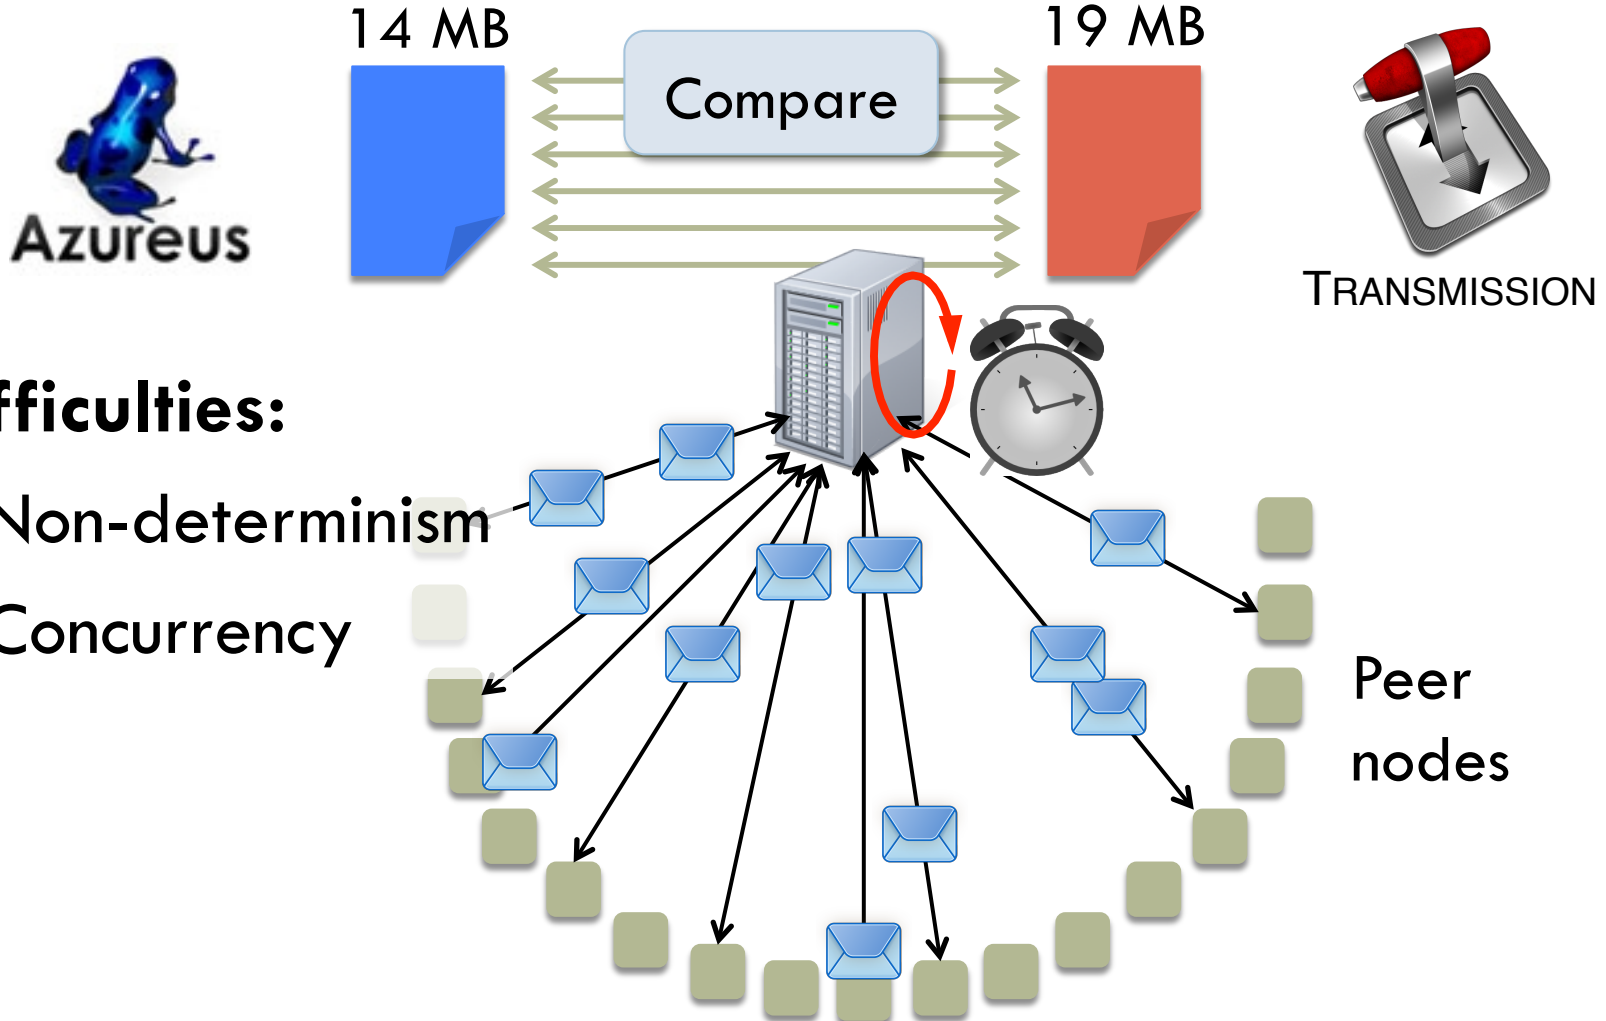 14 MB
19 MB
Compare
Azureus
TRANSMISSION
fficulties:
Non-determinism
Concurrency
Peer
nodes